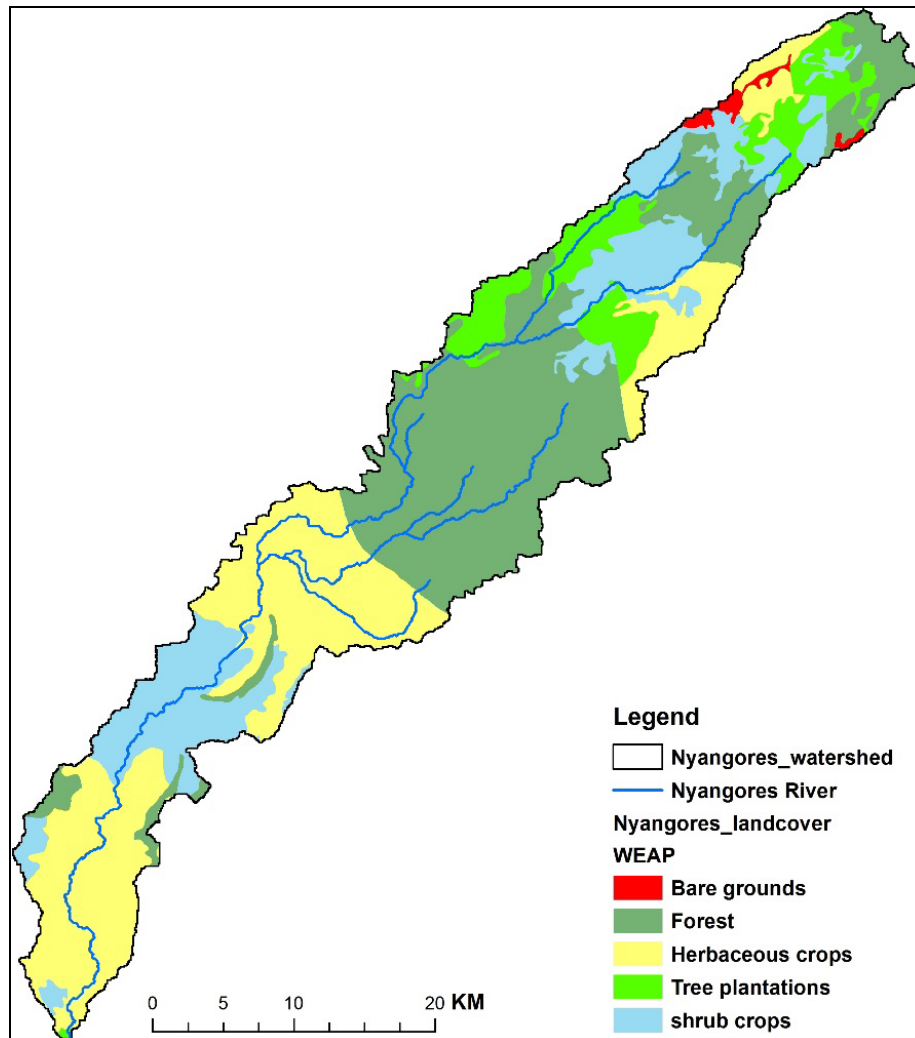 Legend
Nyangores_watershed
Nyangores River
Nyangores_landcover
WEAP
Bare grounds
Forest
Herbaceous crops
Tree plantations
shrub crops
0 5 10 20 KM